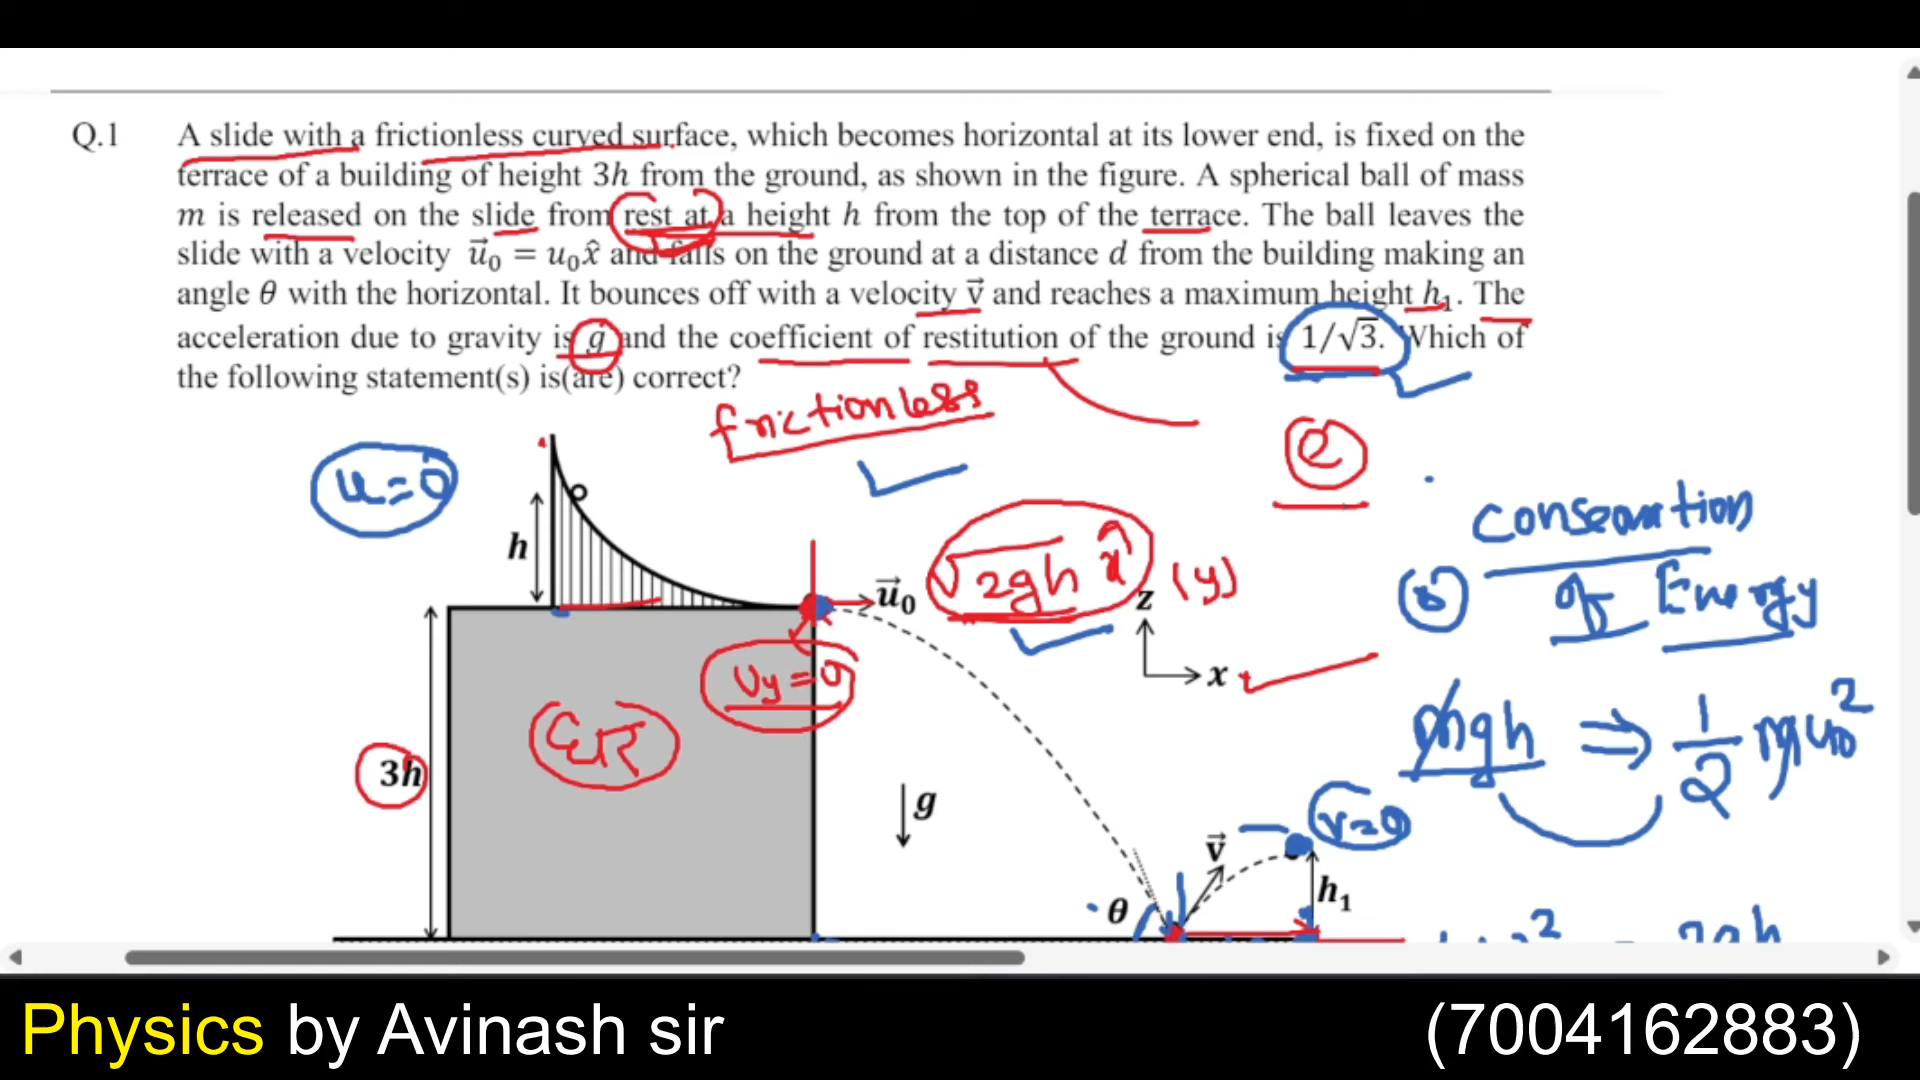 Q.1 A slide with a frictionless curved surface, which becomes horizontal at its lower end, is fixed on the
terrace of a building of height 3h from the ground, as shown in the figure. A spherical ball of mass
m is released on the slide from rest at a height h from the top of the terrace. The ball leaves the
slide with a velocity u⃗₀ = u₀x̂ and falls on the ground at a distance d from the building making an
angle θ with the horizontal. It bounces off with a velocity v⃗ and reaches a maximum height h₁. The
acceleration due to gravity is g and the coefficient of restitution of the ground is 1/√3. Which of
the following statement(s) is(are) correct?
frictionless
e
u=0
h
u⃗₀
√2gh x̂
(y)
z
x
Conservation
of Energy
uy=0
3h
mgh ⇒ ½ mu₀²
g
v=0
v⃗
h₁
θ
Physics by Avinash sir
(7004162883)